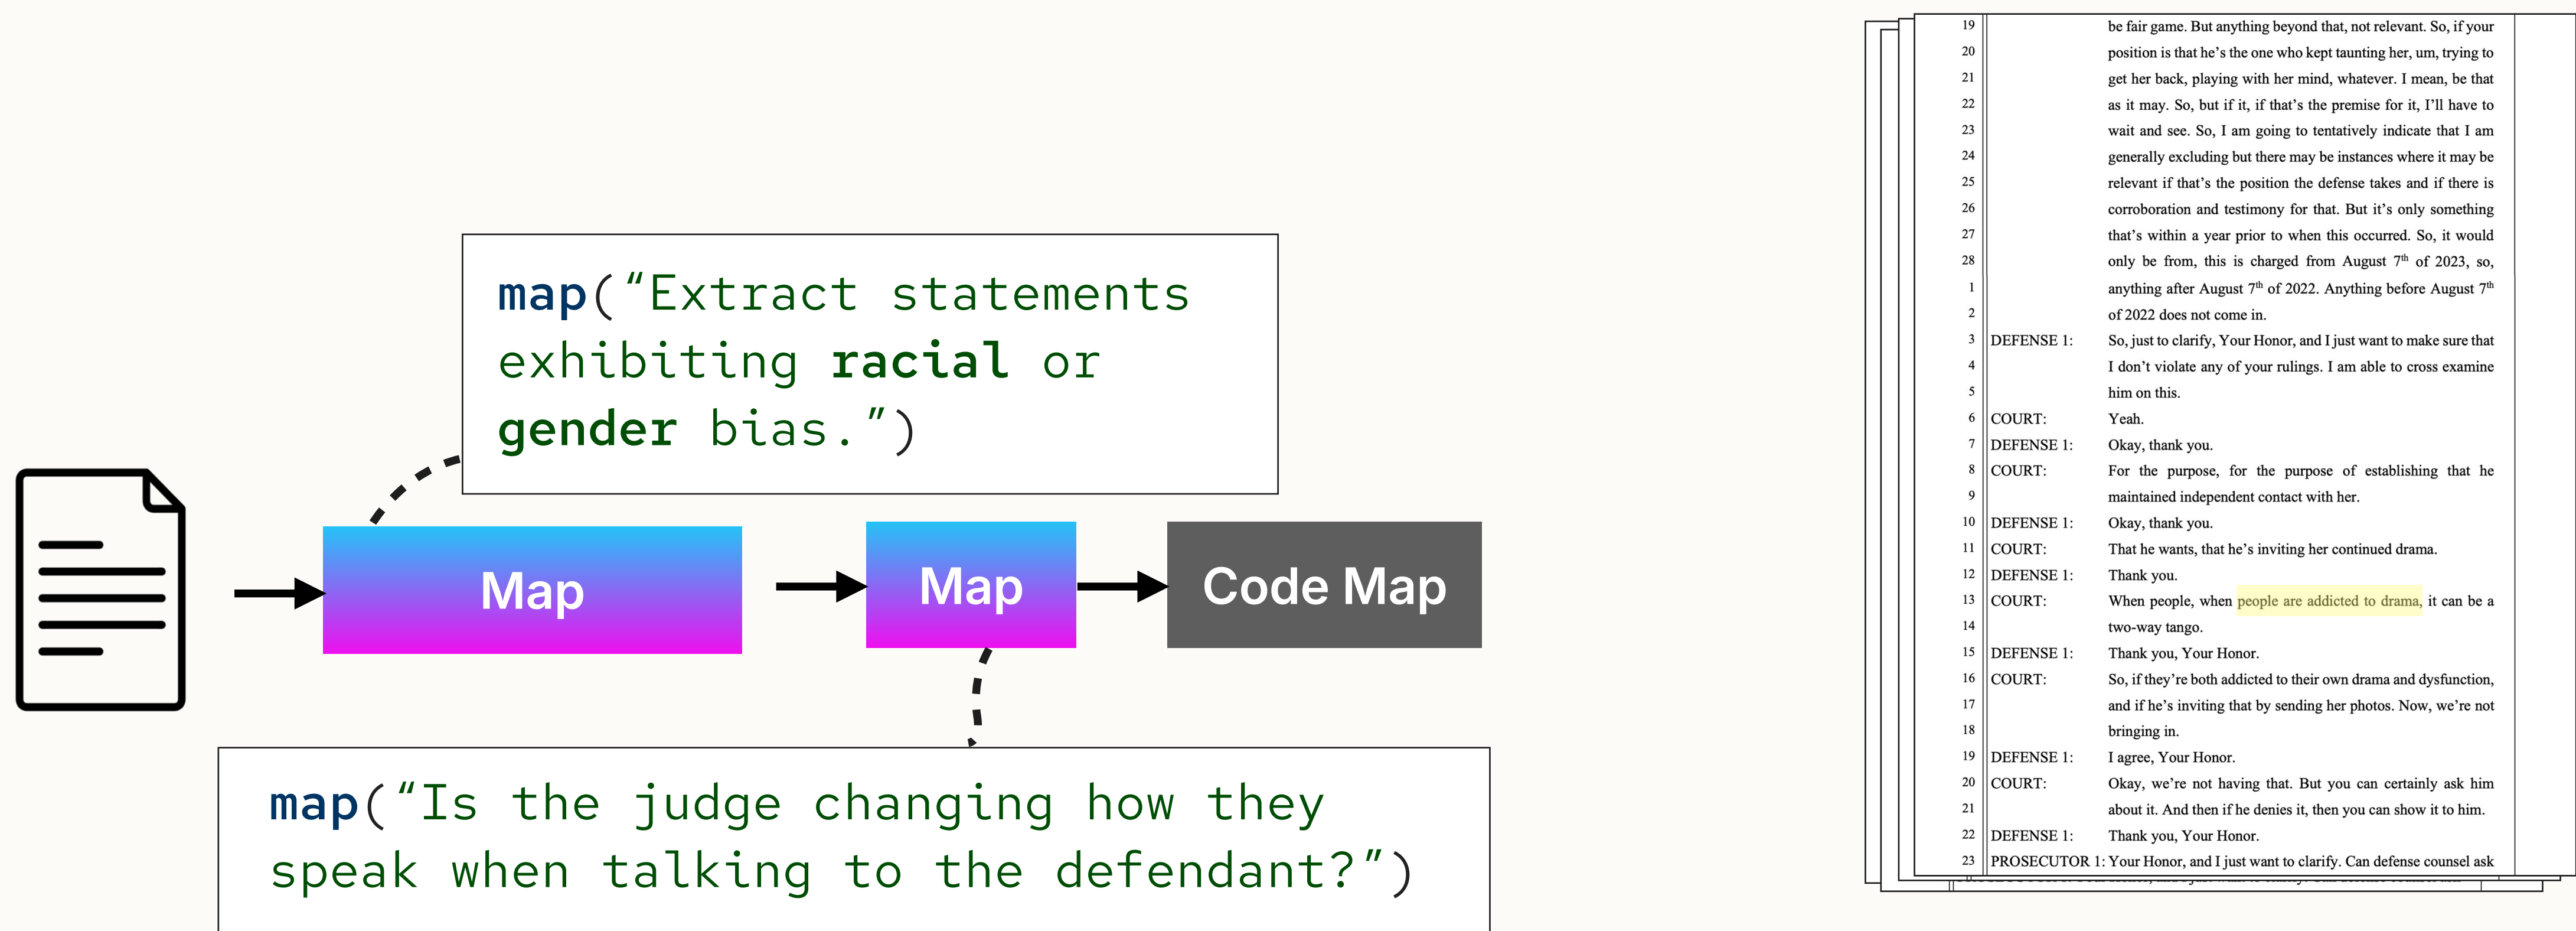 map(“Extract statements
exhibiting racial or
gender bias.”)
Map
Map
Code Map
map(“Is the judge changing how they
speak when talking to the defendant?”)
19 be fair game. But anything beyond that, not relevant. So, if your
20 position is that he’s the one who kept taunting her, um, trying to
21 get her back, playing with her mind, whatever. I mean, be that
22 as it may. So, but if it, if that’s the premise for it, I’ll have to
23 wait and see. So, I am going to tentatively indicate that I am
24 generally excluding but there may be instances where it may be
25 relevant if that’s the position the defense takes and if there is
26 corroboration and testimony for that. But it’s only something
27 that’s within a year prior to when this occurred. So, it would
28 only be from, this is charged from August 7th of 2023, so,
1 anything after August 7th of 2022. Anything before August 7th
2 of 2022 does not come in.
3 DEFENSE 1: So, just to clarify, Your Honor, and I just want to make sure that
4 I don’t violate any of your rulings. I am able to cross examine
5 him on this.
6 COURT: Yeah.
7 DEFENSE 1: Okay, thank you.
8 COURT: For the purpose, for the purpose of establishing that he
9 maintained independent contact with her.
10 DEFENSE 1: Okay, thank you.
11 COURT: That he wants, that he’s inviting her continued drama.
12 DEFENSE 1: Thank you.
13 COURT: When people, when people are addicted to drama, it can be a
14 two-way tango.
15 DEFENSE 1: Thank you, Your Honor.
16 COURT: So, if they’re both addicted to their own drama and dysfunction,
17 and if he’s inviting that by sending her photos. Now, we’re not
18 bringing in.
19 DEFENSE 1: I agree, Your Honor.
20 COURT: Okay, we’re not having that. But you can certainly ask him
21 about it. And then if he denies it, then you can show it to him.
22 DEFENSE 1: Thank you, Your Honor.
23 PROSECUTOR 1: Your Honor, and I just want to clarify. Can defense counsel ask